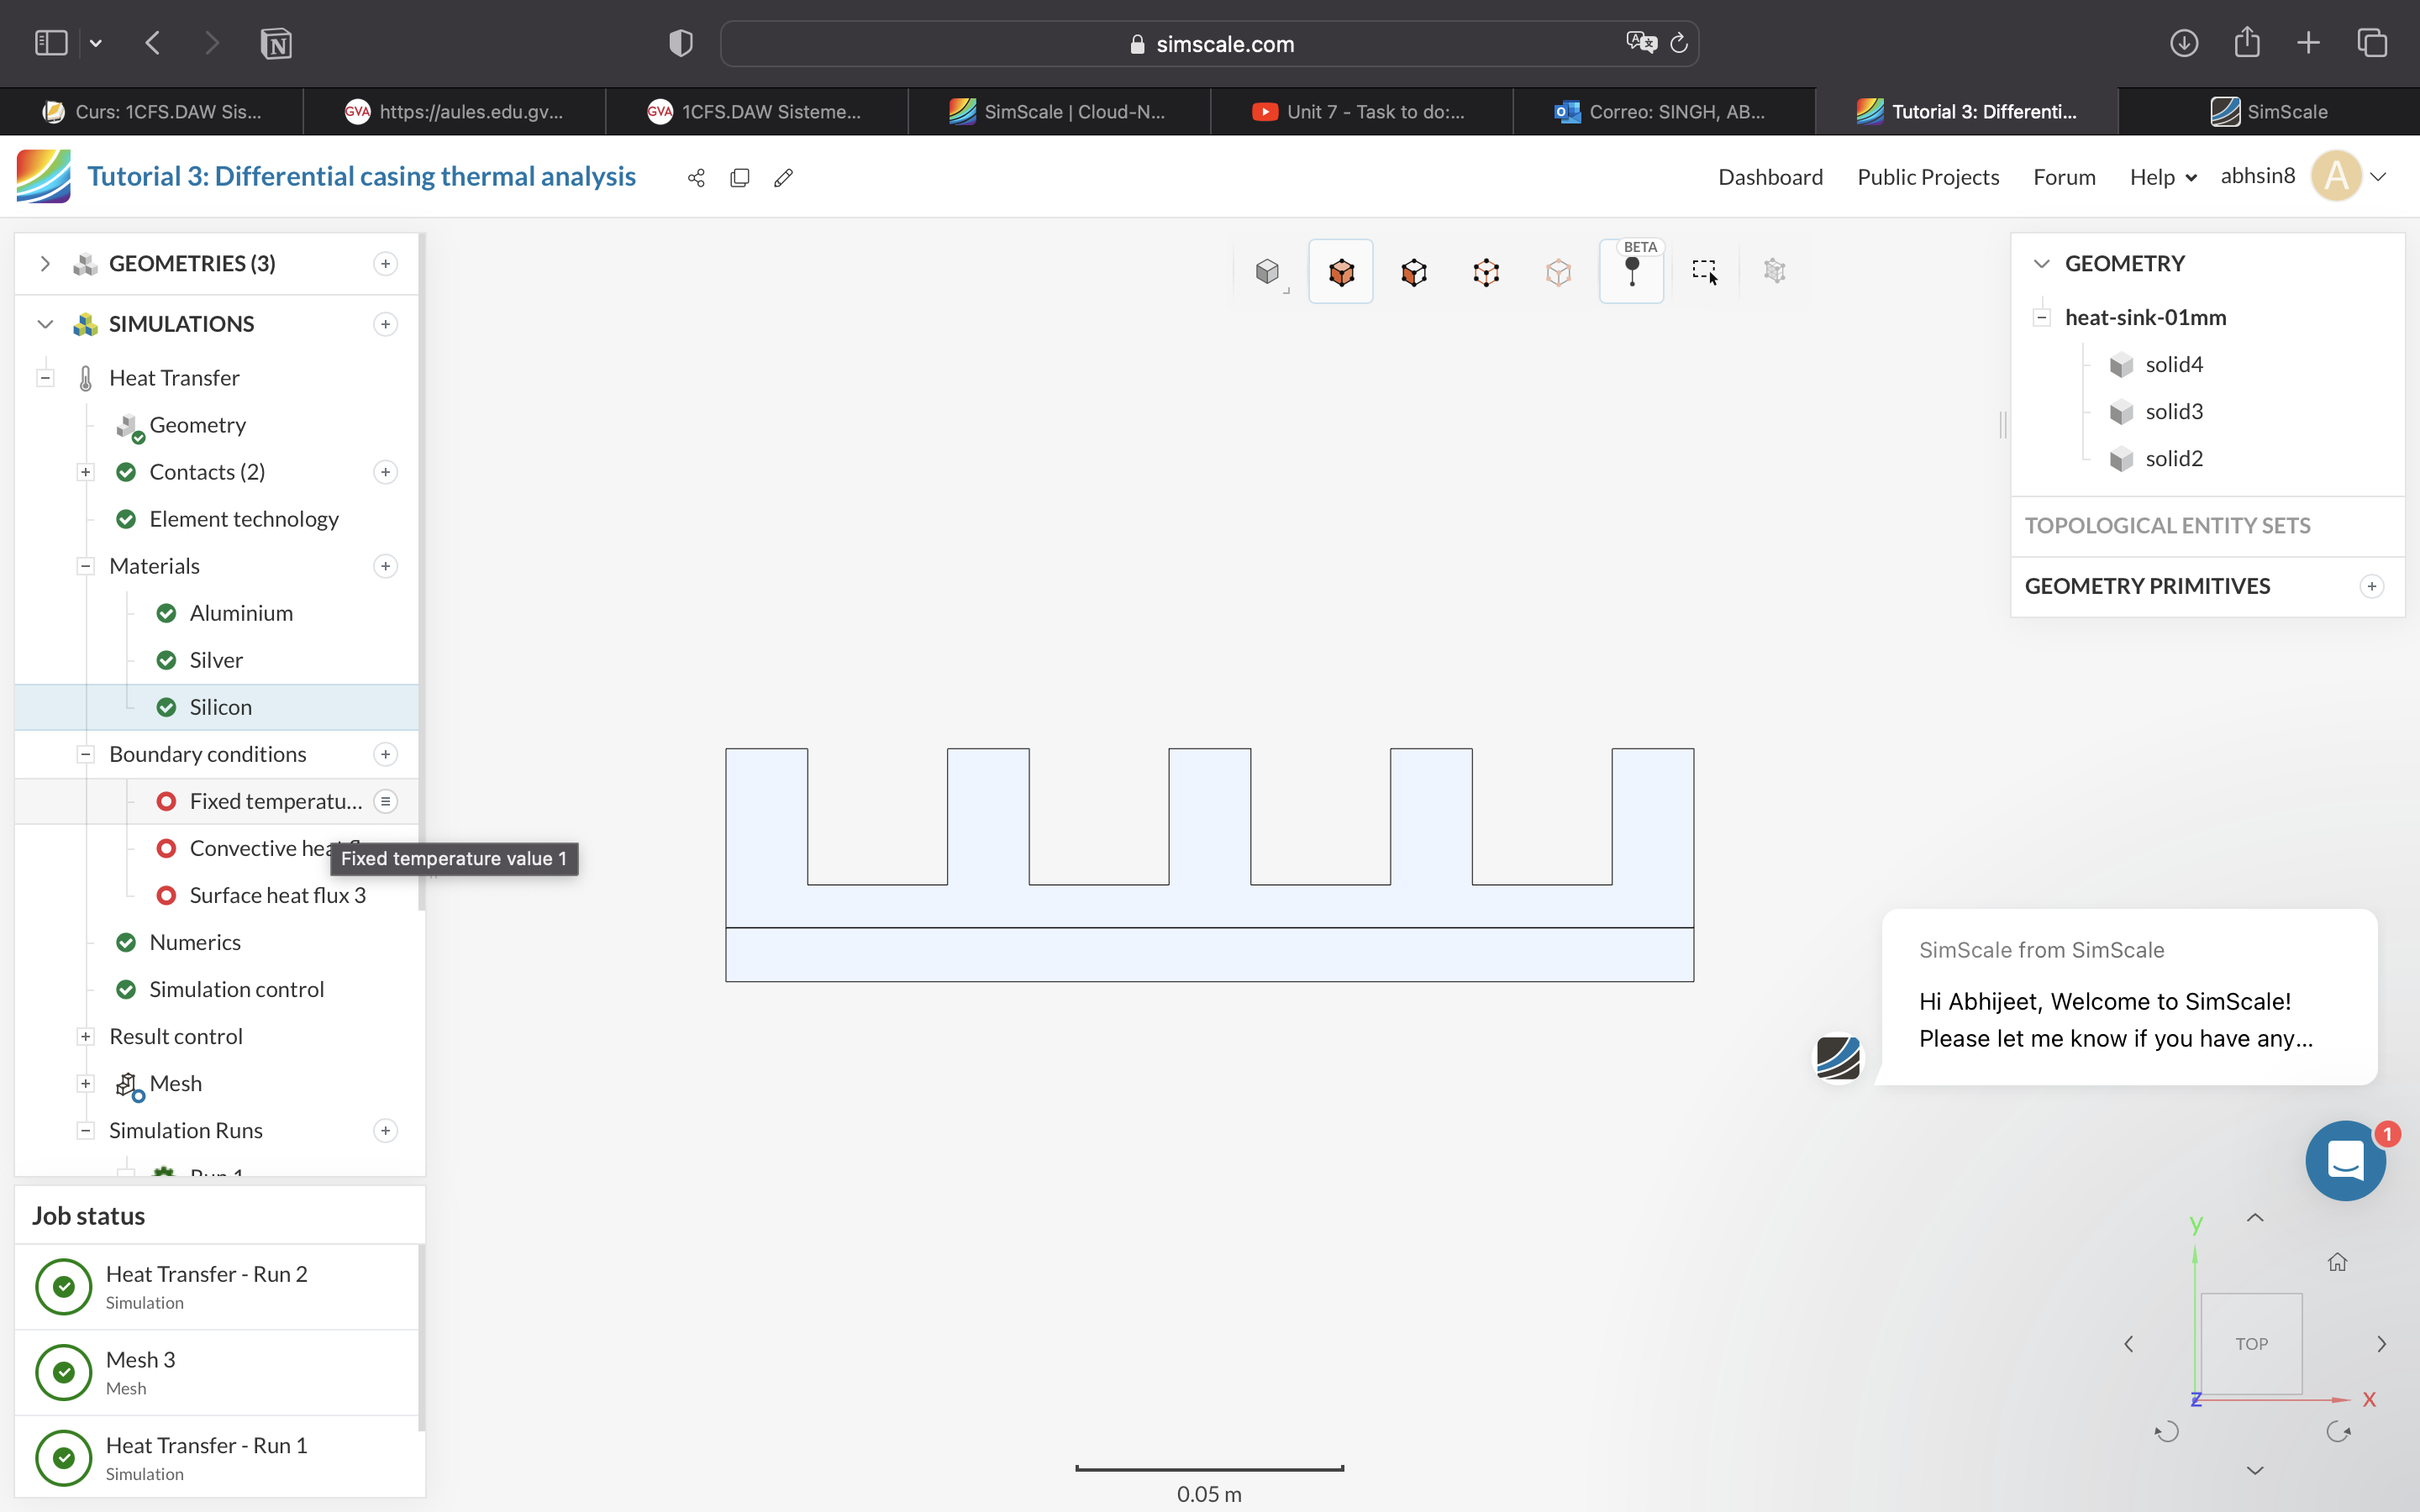 simscale.com
Curs: 1CFS.DAW Sis...
GVA https://aules.edu.gv...
GVA 1CFS.DAW Sisteme...
SimScale | Cloud-N...
Unit 7 - Task to do:...
Correo: SINGH, AB...
Tutorial 3: Differenti...
SimScale
Tutorial 3: Differential casing thermal analysis
Dashboard
Public Projects
Forum
Help
abhsin8
A
GEOMETRIES (3)
SIMULATIONS
Heat Transfer
Geometry
Contacts (2)
Element technology
Materials
Aluminium
Silver
Silicon
Boundary conditions
Fixed temperatu...
Convective hea
Fixed temperature value 1
Surface heat flux 3
Numerics
Simulation control
Result control
Mesh
Simulation Runs
Run 1
Job status
Heat Transfer - Run 2
Simulation
Mesh 3
Mesh
Heat Transfer - Run 1
Simulation
BETA
0.05 m
GEOMETRY
heat-sink-01mm
solid4
solid3
solid2
TOPOLOGICAL ENTITY SETS
GEOMETRY PRIMITIVES
SimScale from SimScale
Hi Abhijeet, Welcome to SimScale!
Please let me know if you have any...
1
y
TOP
z
x